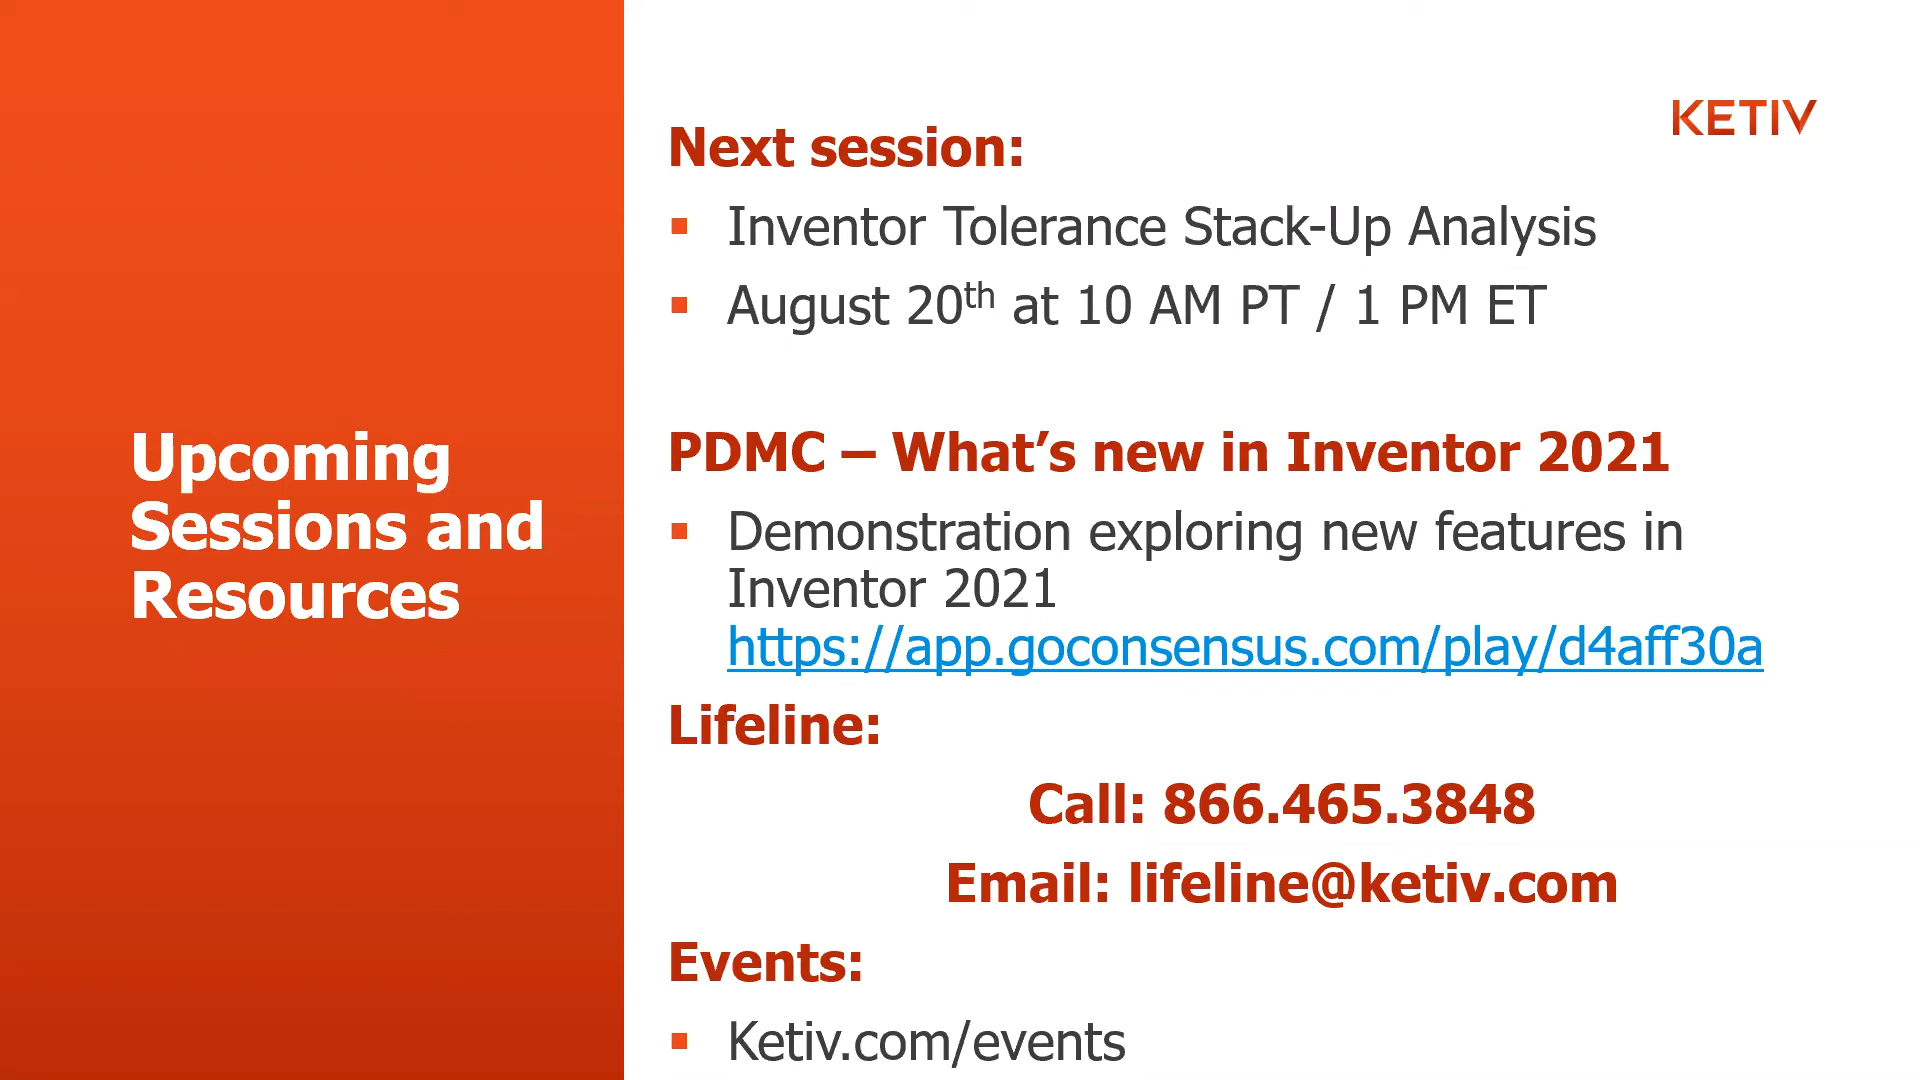 Upcoming
Sessions and
Resources
KETIV
Next session:
▪ Inventor Tolerance Stack-Up Analysis
▪ August 20th at 10 AM PT / 1 PM ET
PDMC – What’s new in Inventor 2021
▪ Demonstration exploring new features in
Inventor 2021
https://app.goconsensus.com/play/d4aff30a
Lifeline:
Call: 866.465.3848
Email: lifeline@ketiv.com
Events:
▪ Ketiv.com/events